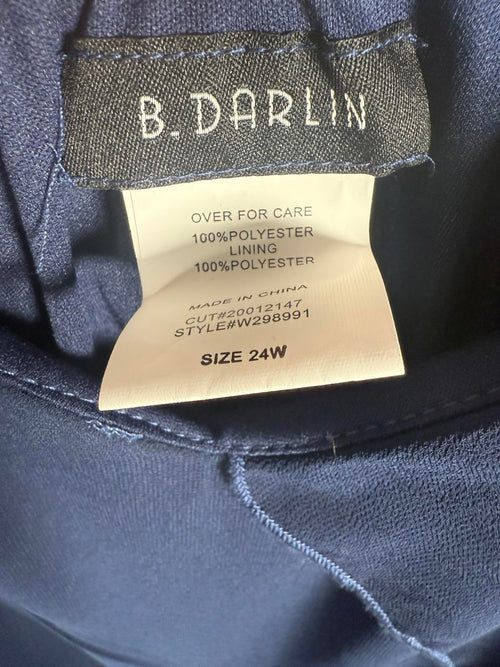 B. DARLIN
OVER FOR CARE
100%POLYESTER
LINING
100%POLYESTER
MADE IN CHINA
CUT#20012147
STYLE#W298991
SIZE 24W